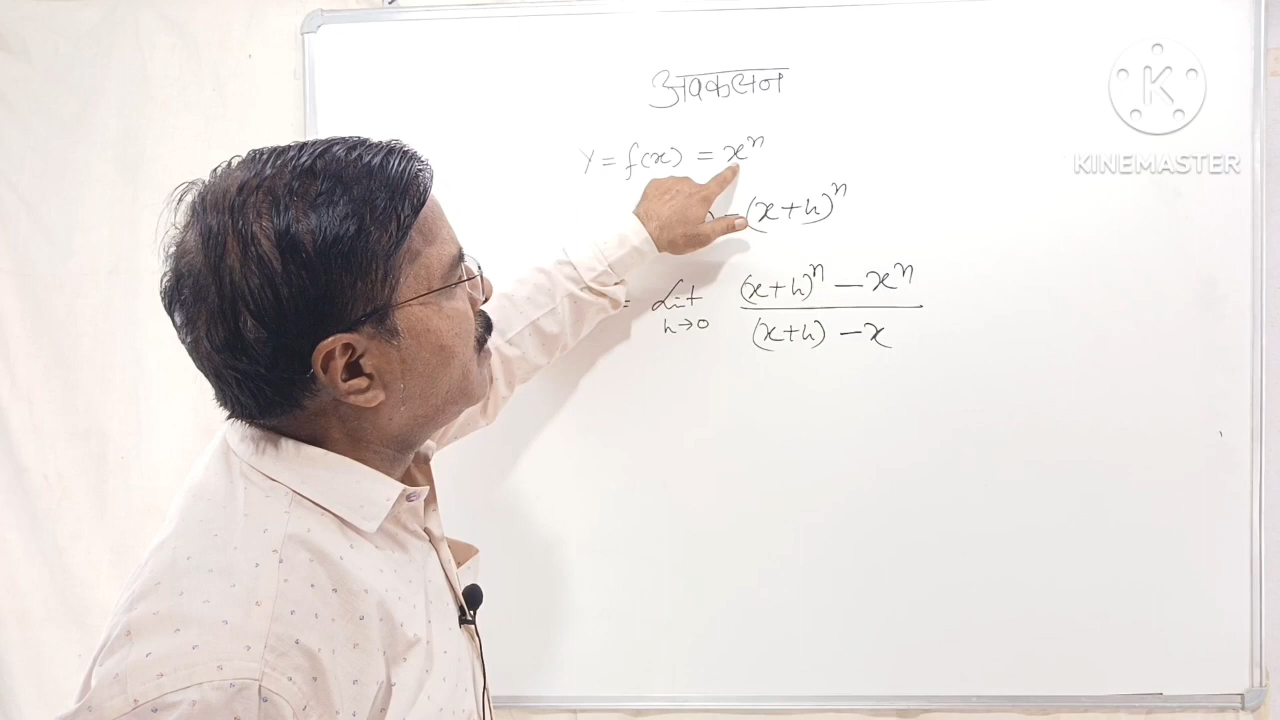 अवकलन
y = f(x) = x^n
= (x+h)^n
= Lit (x+h)^n - x^n
h→0 (x+h) - x
KINEMASTER